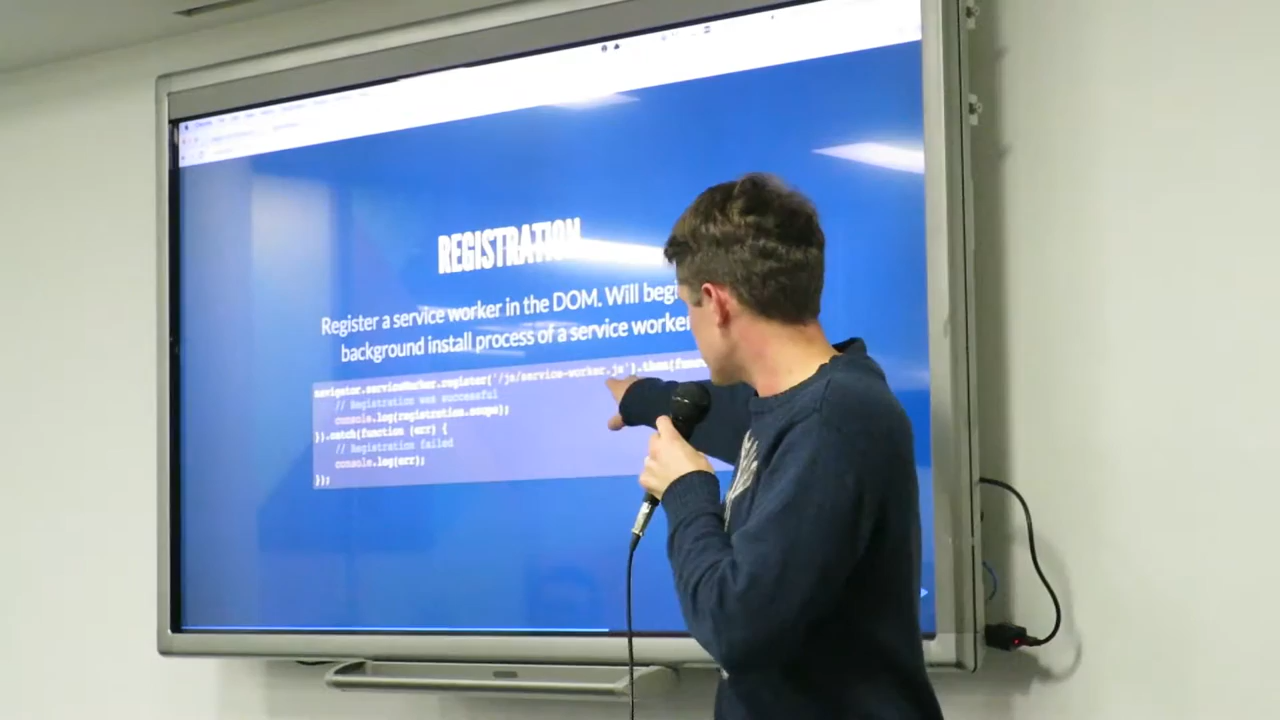 REGISTRATION
Register a service worker in the DOM. Will begi
background install process of a service worker
navigator.serviceWorker.register('/js/service-worker.js').then(func
// Registration was successful
console.log(registration.scope);
}).catch(function (err) {
// Registration failed
console.log(err);
});